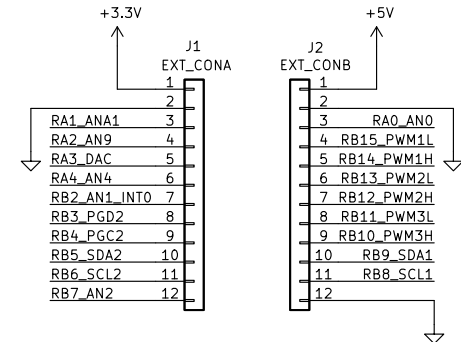 +3.3V
J1
EXT_CONA
1
2
RA1_ANA1 3
RA2_AN9 4
RA3_DAC 5
RA4_AN4 6
RB2_AN1_INT0 7
RB3_PGD2 8
RB4_PGC2 9
RB5_SDA2 10
RB6_SCL2 11
RB7_AN2 12
+5V
J2
EXT_CONB
1
2
3 RA0_AN0
4 RB15_PWM1L
5 RB14_PWM1H
6 RB13_PWM2L
7 RB12_PWM2H
8 RB11_PWM3L
9 RB10_PWM3H
10 RB9_SDA1
11 RB8_SCL1
12